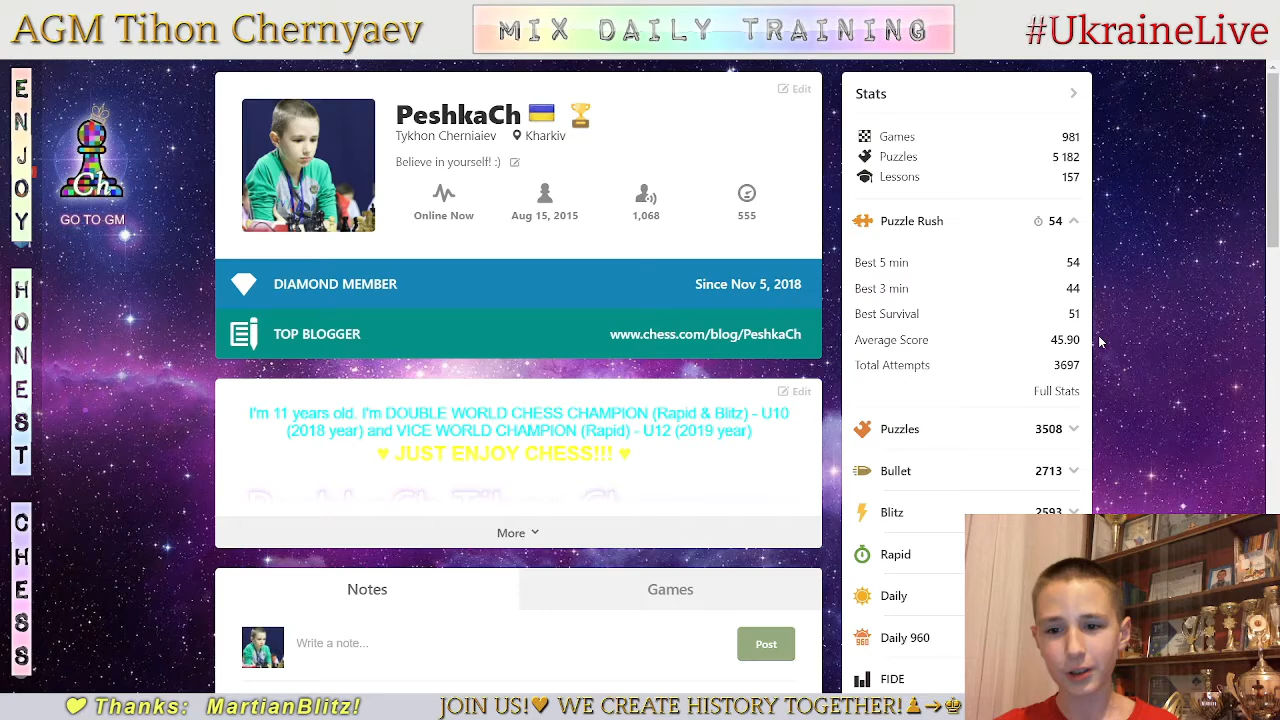 AGM Tihon Chernyaev
MIX DAILY TRAINING
#UkraineLive
ENJOY
HONEST
CHESS
Ch
GO TO GM
Edit
PeshkaCh
Tykhon Cherniaiev Kharkiv
Believe in yourself! :)
Online Now
Aug 15, 2015
1,068
555
DIAMOND MEMBER Since Nov 5, 2018
TOP BLOGGER www.chess.com/blog/PeshkaCh
Edit
I'm 11 years old. I'm DOUBLE WORLD CHESS CHAMPION (Rapid & Blitz) - U10
(2018 year) and VICE WORLD CHAMPION (Rapid) - U12 (2019 year)
♥ JUST ENJOY CHESS!!! ♥
More
Notes Games
Write a note... Post
Stats
Games 981
Puzzles 5 182
Lessons 157
Puzzle Rush 54
Best 5 min 54
Best 3 min 44
Best Survival 51
Average Score 45.90
Total Attempts 3697
Full Stats
Puzzles 3508
Bullet 2713
Blitz 2593
Rapid
Daily
Daily 960
FIDE
Thanks: MartianBlitz!
JOIN US!♥ WE CREATE HISTORY TOGETHER!♟→♔